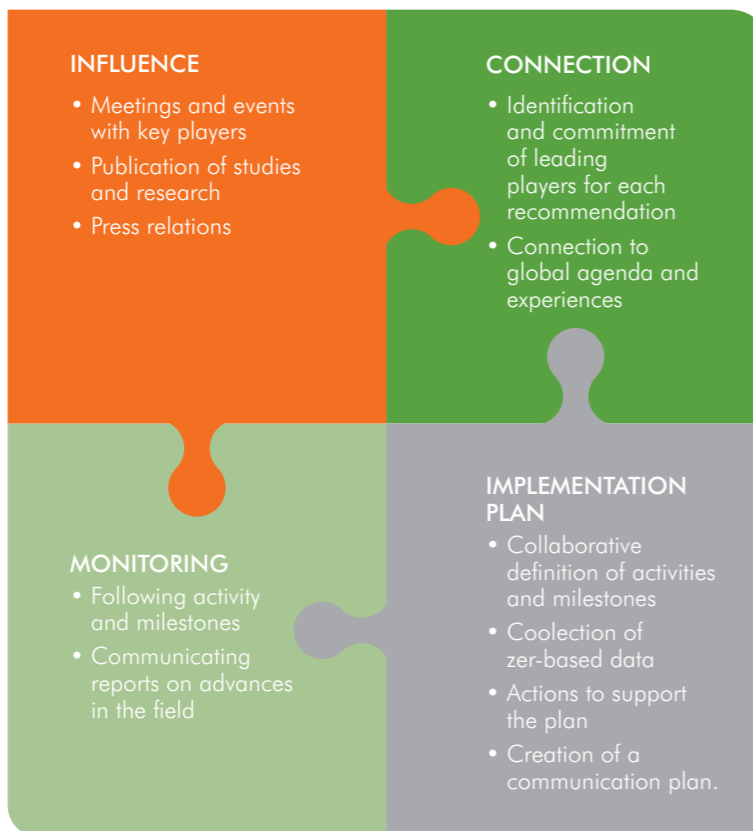 INFLUENCE
• Meetings and events
with key players
• Publication of studies
and research
• Press relations
CONNECTION
• Identification
and commitment
of leading
players for each
recommendation
• Connection to
global agenda and
experiences
MONITORING
• Following activity
and milestones
• Communicating
reports on advances
in the field
IMPLEMENTATION
PLAN
• Collaborative
definition of activities
and milestones
• Coolection of
zer-based data
• Actions to support
the plan
• Creation of a
communication plan.